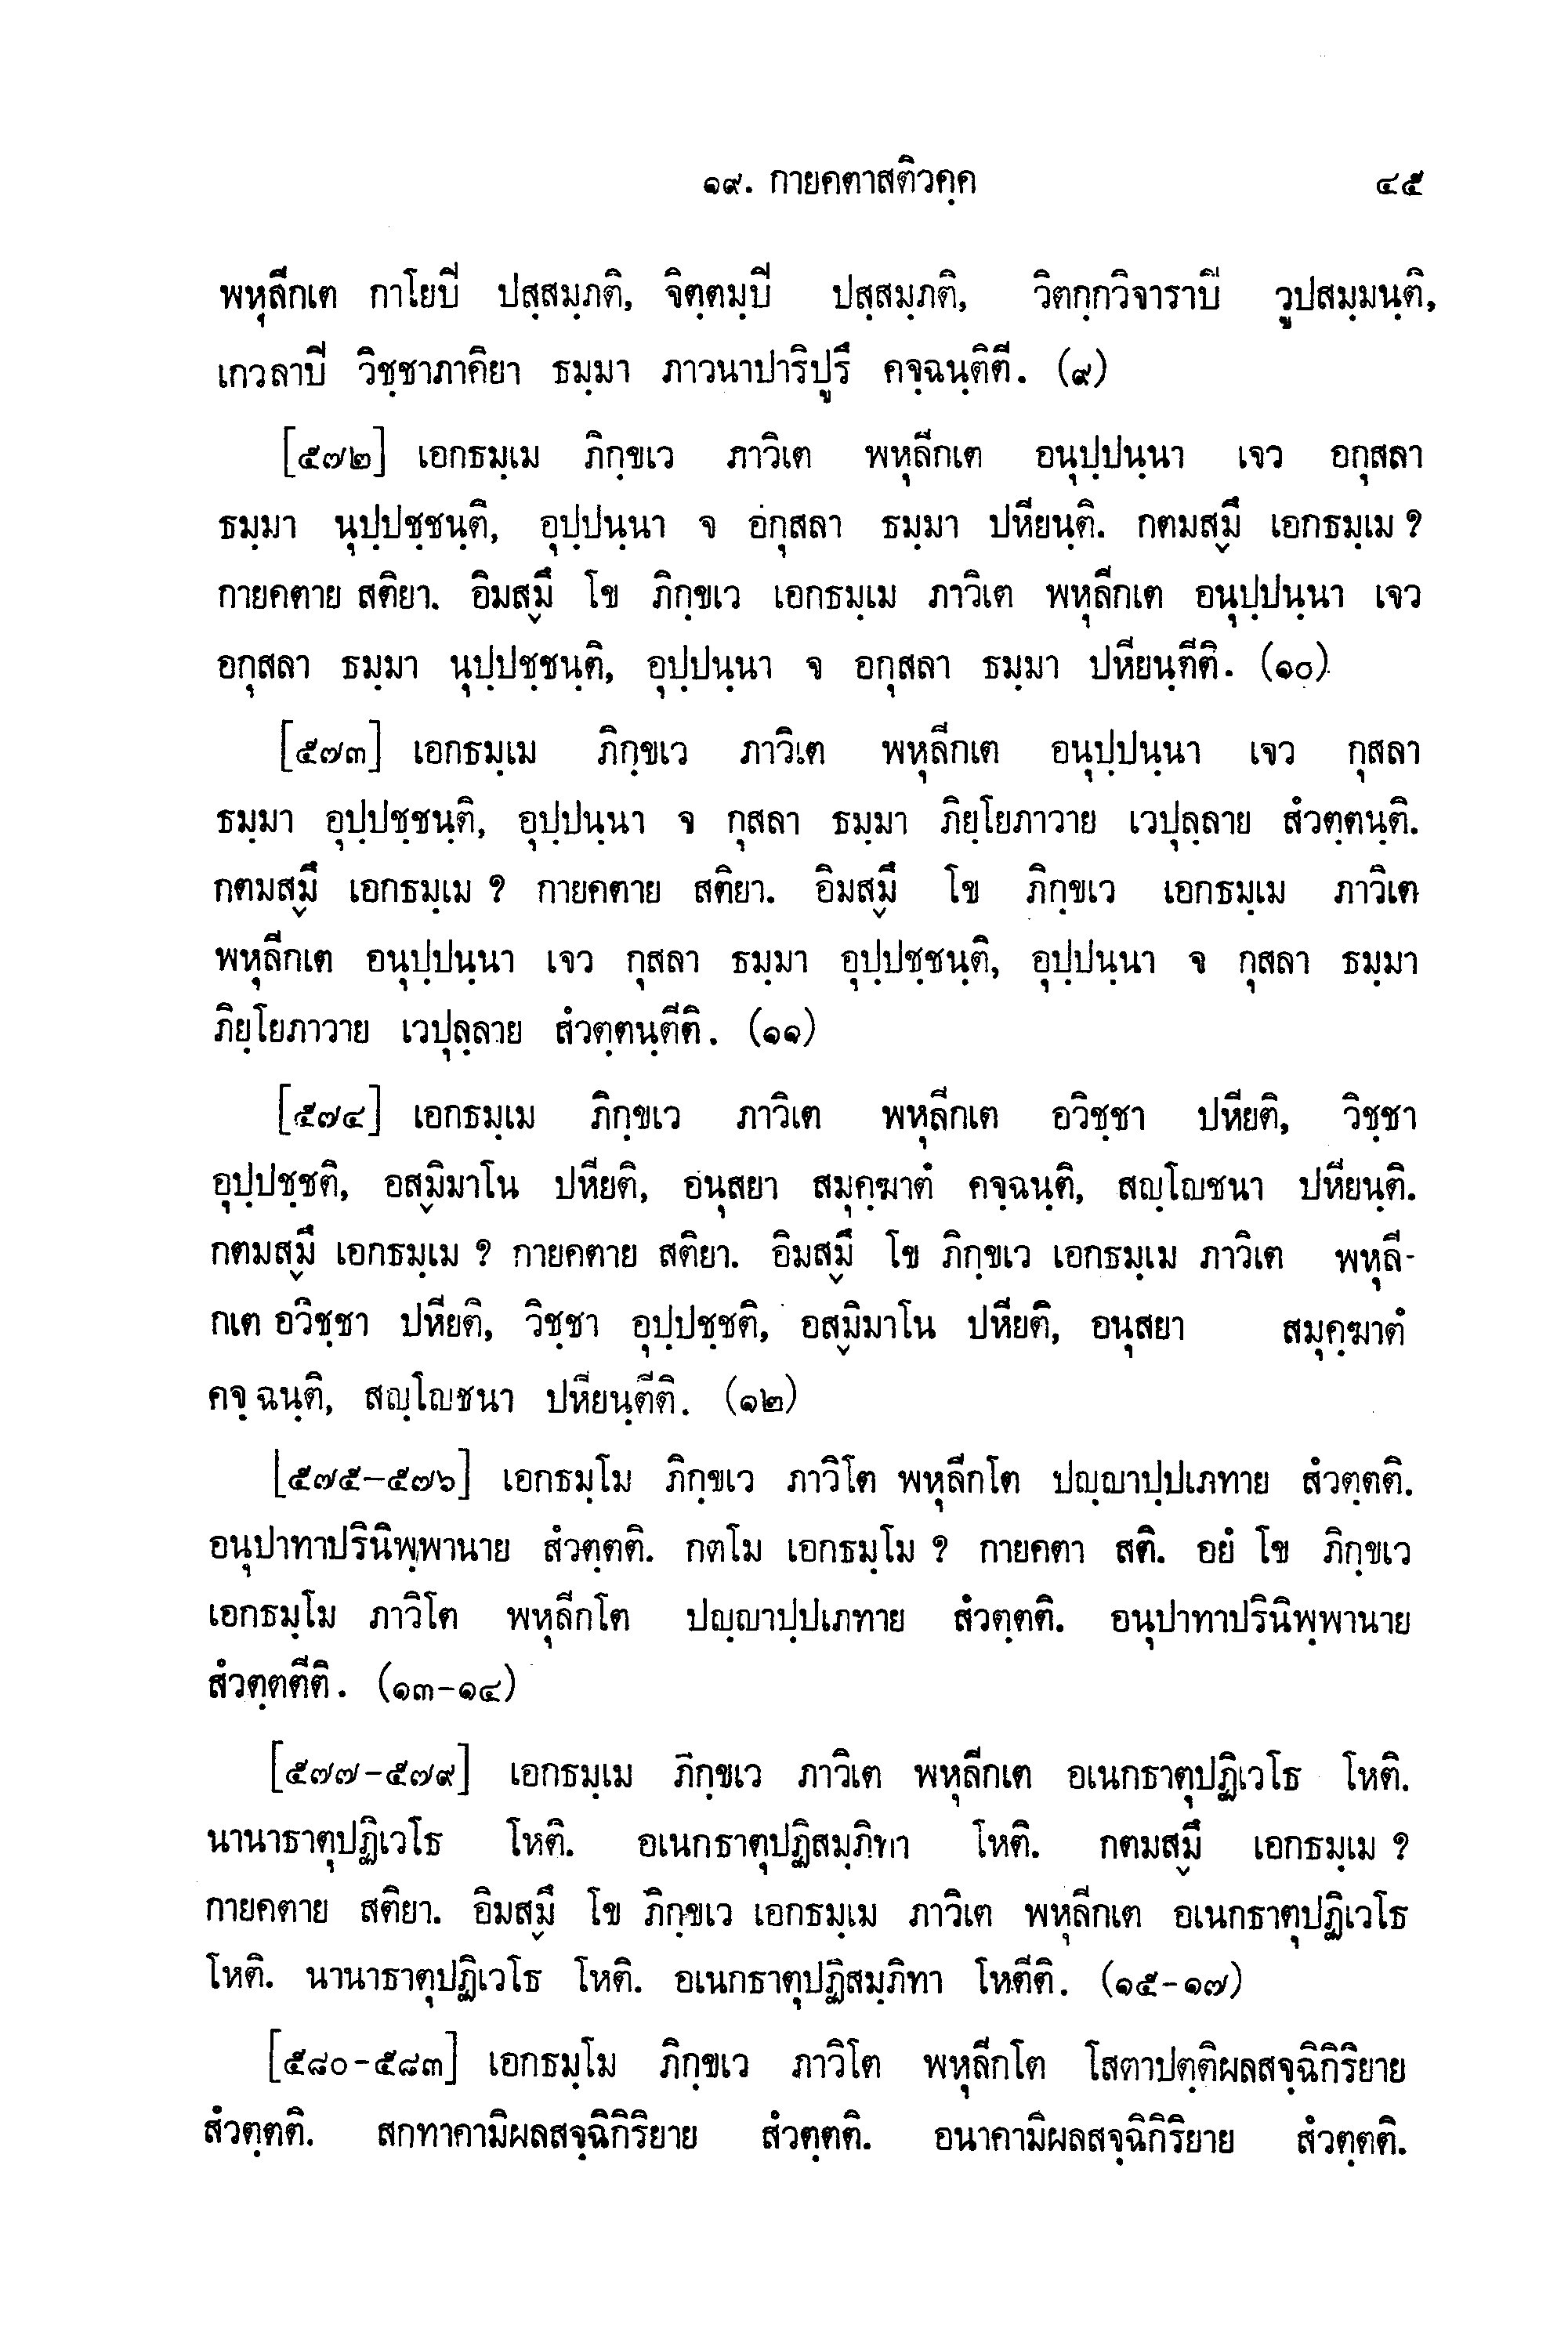 ๑๙. กายคตาสติวคฺค ๔๕
พหุลีกเต กาโยปิ ปสฺสมฺภติ, จิตฺตมฺปิ ปสฺสมฺภติ, วิตกฺกวิจาราปิ วูปสมฺมนฺติ,
เกวลาปิ วิชฺชาภาคิยา ธมฺมา ภาวนาปาริปูรึ คจฺฉนฺติตี. (๙)
[๕๗๒] เอกธมฺเม ภิกฺขเว ภาวิเต พหุลีกเต อนุปฺปนฺนา เจว อกุสลา
ธมฺมา นุปฺปชฺชนฺติ, อุปฺปนฺนา จ อกุสลา ธมฺมา ปหียนฺติ. กตมสฺมึ เอกธมฺเม ?
กายคตาย สติยา. อิมสฺมึ โข ภิกฺขเว เอกธมฺเม ภาวิเต พหุลีกเต อนุปฺปนฺนา เจว
อกุสลา ธมฺมา นุปฺปชฺชนฺติ, อุปฺปนฺนา จ อกุสลา ธมฺมา ปหียนฺตีติ. (๑๐)
[๕๗๓] เอกธมฺเม ภิกฺขเว ภาวิเต พหุลีกเต อนุปฺปนฺนา เจว กุสลา
ธมฺมา อุปฺปชฺชนฺติ, อุปฺปนฺนา จ กุสลา ธมฺมา ภิยฺโยภาวาย เวปุลฺลาย สํวตฺตนฺติ.
กตมสฺมึ เอกธมฺเม ? กายคตาย สติยา. อิมสฺมึ โข ภิกฺขเว เอกธมฺเม ภาวิเต
พหุลีกเต อนุปฺปนฺนา เจว กุสลา ธมฺมา อุปฺปชฺชนฺติ, อุปฺปนฺนา จ กุสลา ธมฺมา
ภิยฺโยภาวาย เวปุลฺลาย สํวตฺตนฺตีติ. (๑๑)
[๕๗๔] เอกธมฺเม ภิกฺขเว ภาวิเต พหุลีกเต อวิชฺชา ปหียติ, วิชฺชา
อุปฺปชฺชติ, อสฺมิมาโน ปหียติ, อนุสยา สมุคฺฆาตํ คจฺฉนฺติ, สญฺโญชนา ปหียนฺติ.
กตมสฺมึ เอกธมฺเม ? กายคตาย สติยา. อิมสฺมึ โข ภิกฺขเว เอกธมฺเม ภาวิเต พหุลี-
กเต อวิชฺชา ปหียติ, วิชฺชา อุปฺปชฺชติ, อสฺมิมาโน ปหียติ, อนุสยา สมุคฺฆาตํ
คจฺฉนฺติ, สญฺโญชนา ปหียนฺตีติ. (๑๒)
[๕๗๕–๕๗๖] เอกธมฺโม ภิกฺขเว ภาวิโต พหุลีกโต ปญฺญาปฺปเภทาย สํวตฺตติ.
อนุปาทาปรินิพฺพานาย สํวตฺตติ. กตโม เอกธมฺโม ? กายคตา สติ. อยํ โข ภิกฺขเว
เอกธมฺโม ภาวิโต พหุลีกโต ปญฺญาปฺปเภทาย สํวตฺตติ. อนุปาทาปรินิพฺพานาย
สํวตฺตตีติ. (๑๓-๑๔)
[๕๗๗-๕๗๙] เอกธมฺเม ภิกฺขเว ภาวิเต พหุลีกเต อเนกธาตุปฏิเวโธ โหติ.
นานาธาตุปฏิเวโธ โหติ. อเนกธาตุปฏิสมฺภิทา โหติ. กตมสฺมึ เอกธมฺเม ?
กายคตาย สติยา. อิมสฺมึ โข ภิกฺขเว เอกธมฺเม ภาวิเต พหุลีกเต อเนกธาตุปฏิเวโธ
โหติ. นานาธาตุปฏิเวโธ โหติ. อเนกธาตุปฏิสมฺภิทา โหตีติ. (๑๕-๑๗)
[๕๘๐-๕๘๓] เอกธมฺโม ภิกฺขเว ภาวิโต พหุลีกโต โสตาปตฺติผลสจฺฉิกิริยาย
สํวตฺตติ. สกทาคามิผลสจฺฉิกิริยาย สํวตฺตติ. อนาคามิผลสจฺฉิกิริยาย สํวตฺตติ.